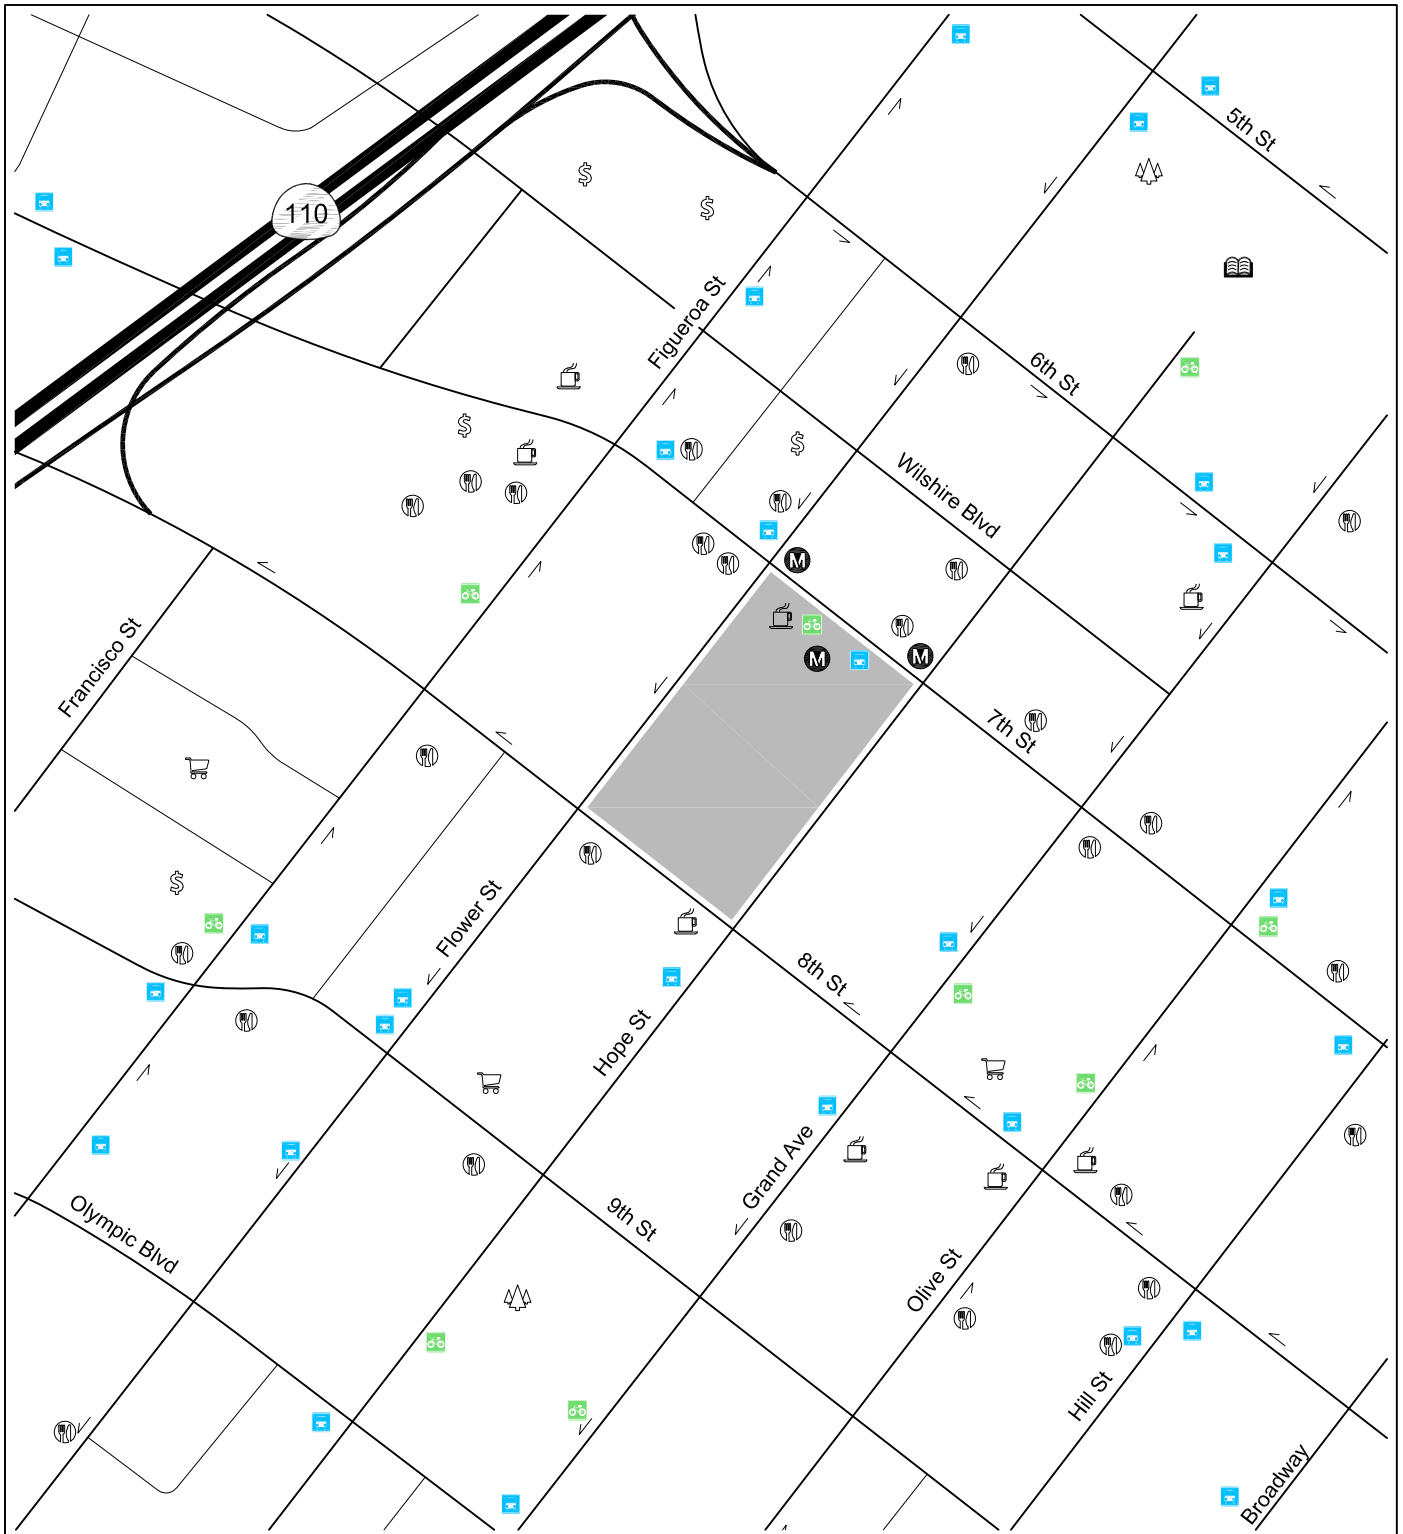 5th St
110
Figueroa St
6th St
Wilshire Blvd
M
Francisco St
M
M
7th St
Flower St
8th St
Hope St
Grand Ave
Olympic Blvd
9th St
Olive St
Hill St
Broadway